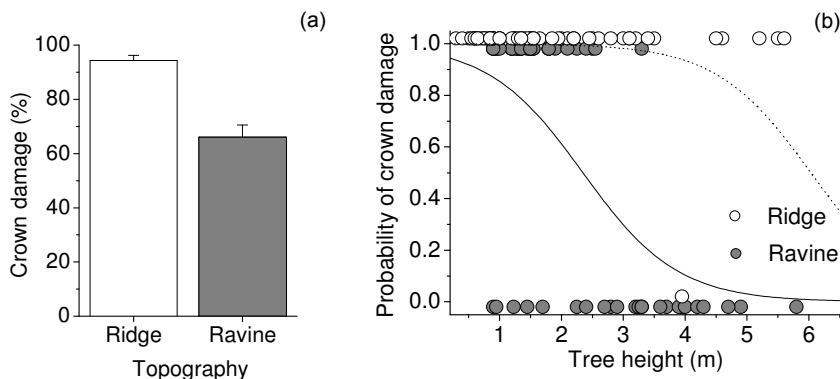 (a)
Crown damage (%)
100
80
60
40
20
0
Ridge Ravine
Topography
(b)
Probability of crown damage
1.0
0.8
0.6
0.4
0.2
0.0
Ridge
Ravine
1 2 3 4 5 6
Tree height (m)